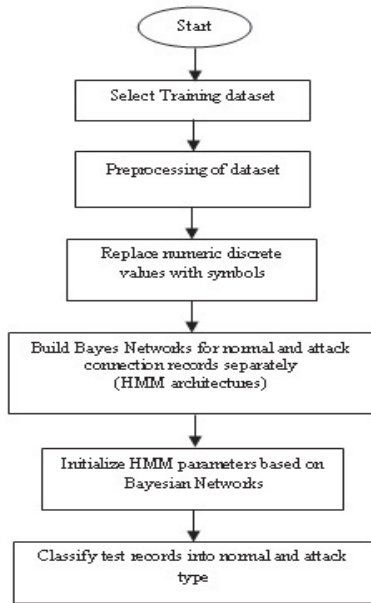 Start
Select Training dataset
Preprocessing of dataset
Replace numeric discrete
values with symbols
Build Bayes Networks for normal and attack
connection records separately
(HMM architectures)
Initialize HMM parameters based on
Bayesian Networks
Classify test records into normal and attack
type